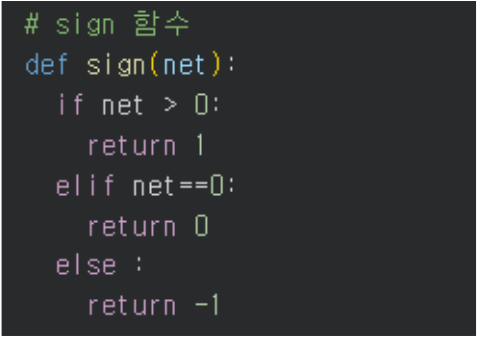 # sign 함수
def sign(net):
  if net > 0:
    return 1
  elif net==0:
    return 0
  else :
    return -1